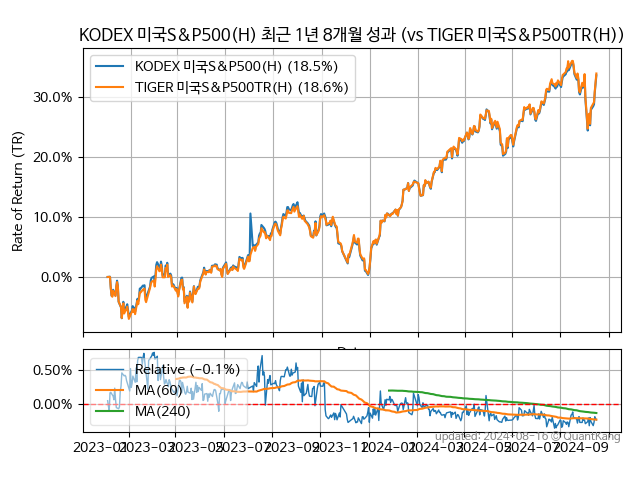 KODEX 미국S&P500(H) 최근 1년 8개월 성과 (vs TIGER 미국S&P500TR(H))
KODEX 미국S&P500(H) (18.5%)
TIGER 미국S&P500TR(H) (18.6%)
30.0%
20.0%
10.0%
0.0%
Rate of Return (TR)
Relative (-0.1%)
MA(60)
MA(240)
0.50%
0.00%
2023-01
2023-03
2023-05
2023-07
2023-09
2023-11
2024-01
2024-03
2024-05
2024-07
2024-09
updated: 2024-08-16 © QuantKang